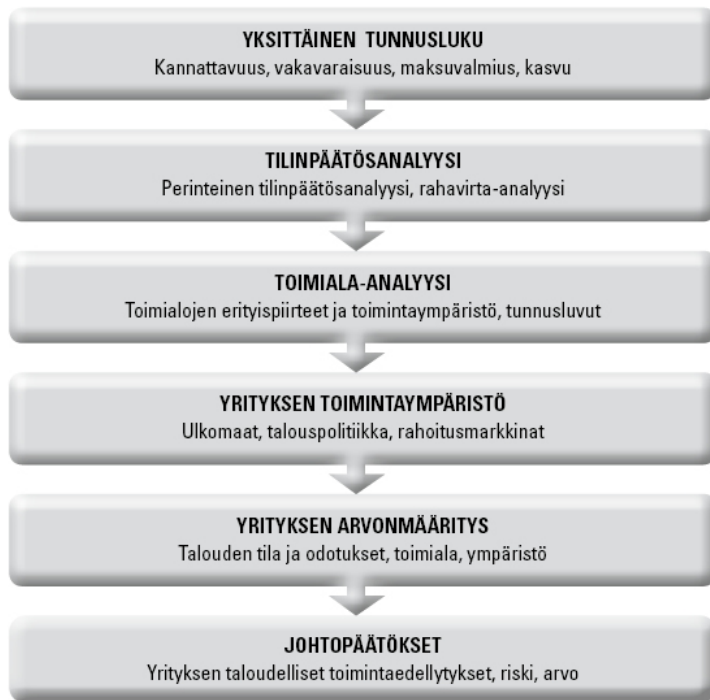 YKSITTÄINEN TUNNUSLUKU
Kannattavuus, vakavaraisuus, maksuvalmius, kasvu
TILINPÄÄTÖSANALYYSI
Perinteinen tilinpäätösanalyysi, rahavirta-analyysi
TOIMIALA-ANALYYSI
Toimialojen erityispiirteet ja toimintaympäristö, tunnusluvut
YRITYKSEN TOIMINTAYMPÄRISTÖ
Ulkomaat, talouspolitiikka, rahoitusmarkkinat
YRITYKSEN ARVONMÄÄRITYS
Talouden tila ja odotukset, toimiala, ympäristö
JOHTOPÄÄTÖKSET
Yrityksen taloudelliset toimintaedellytykset, riski, arvo